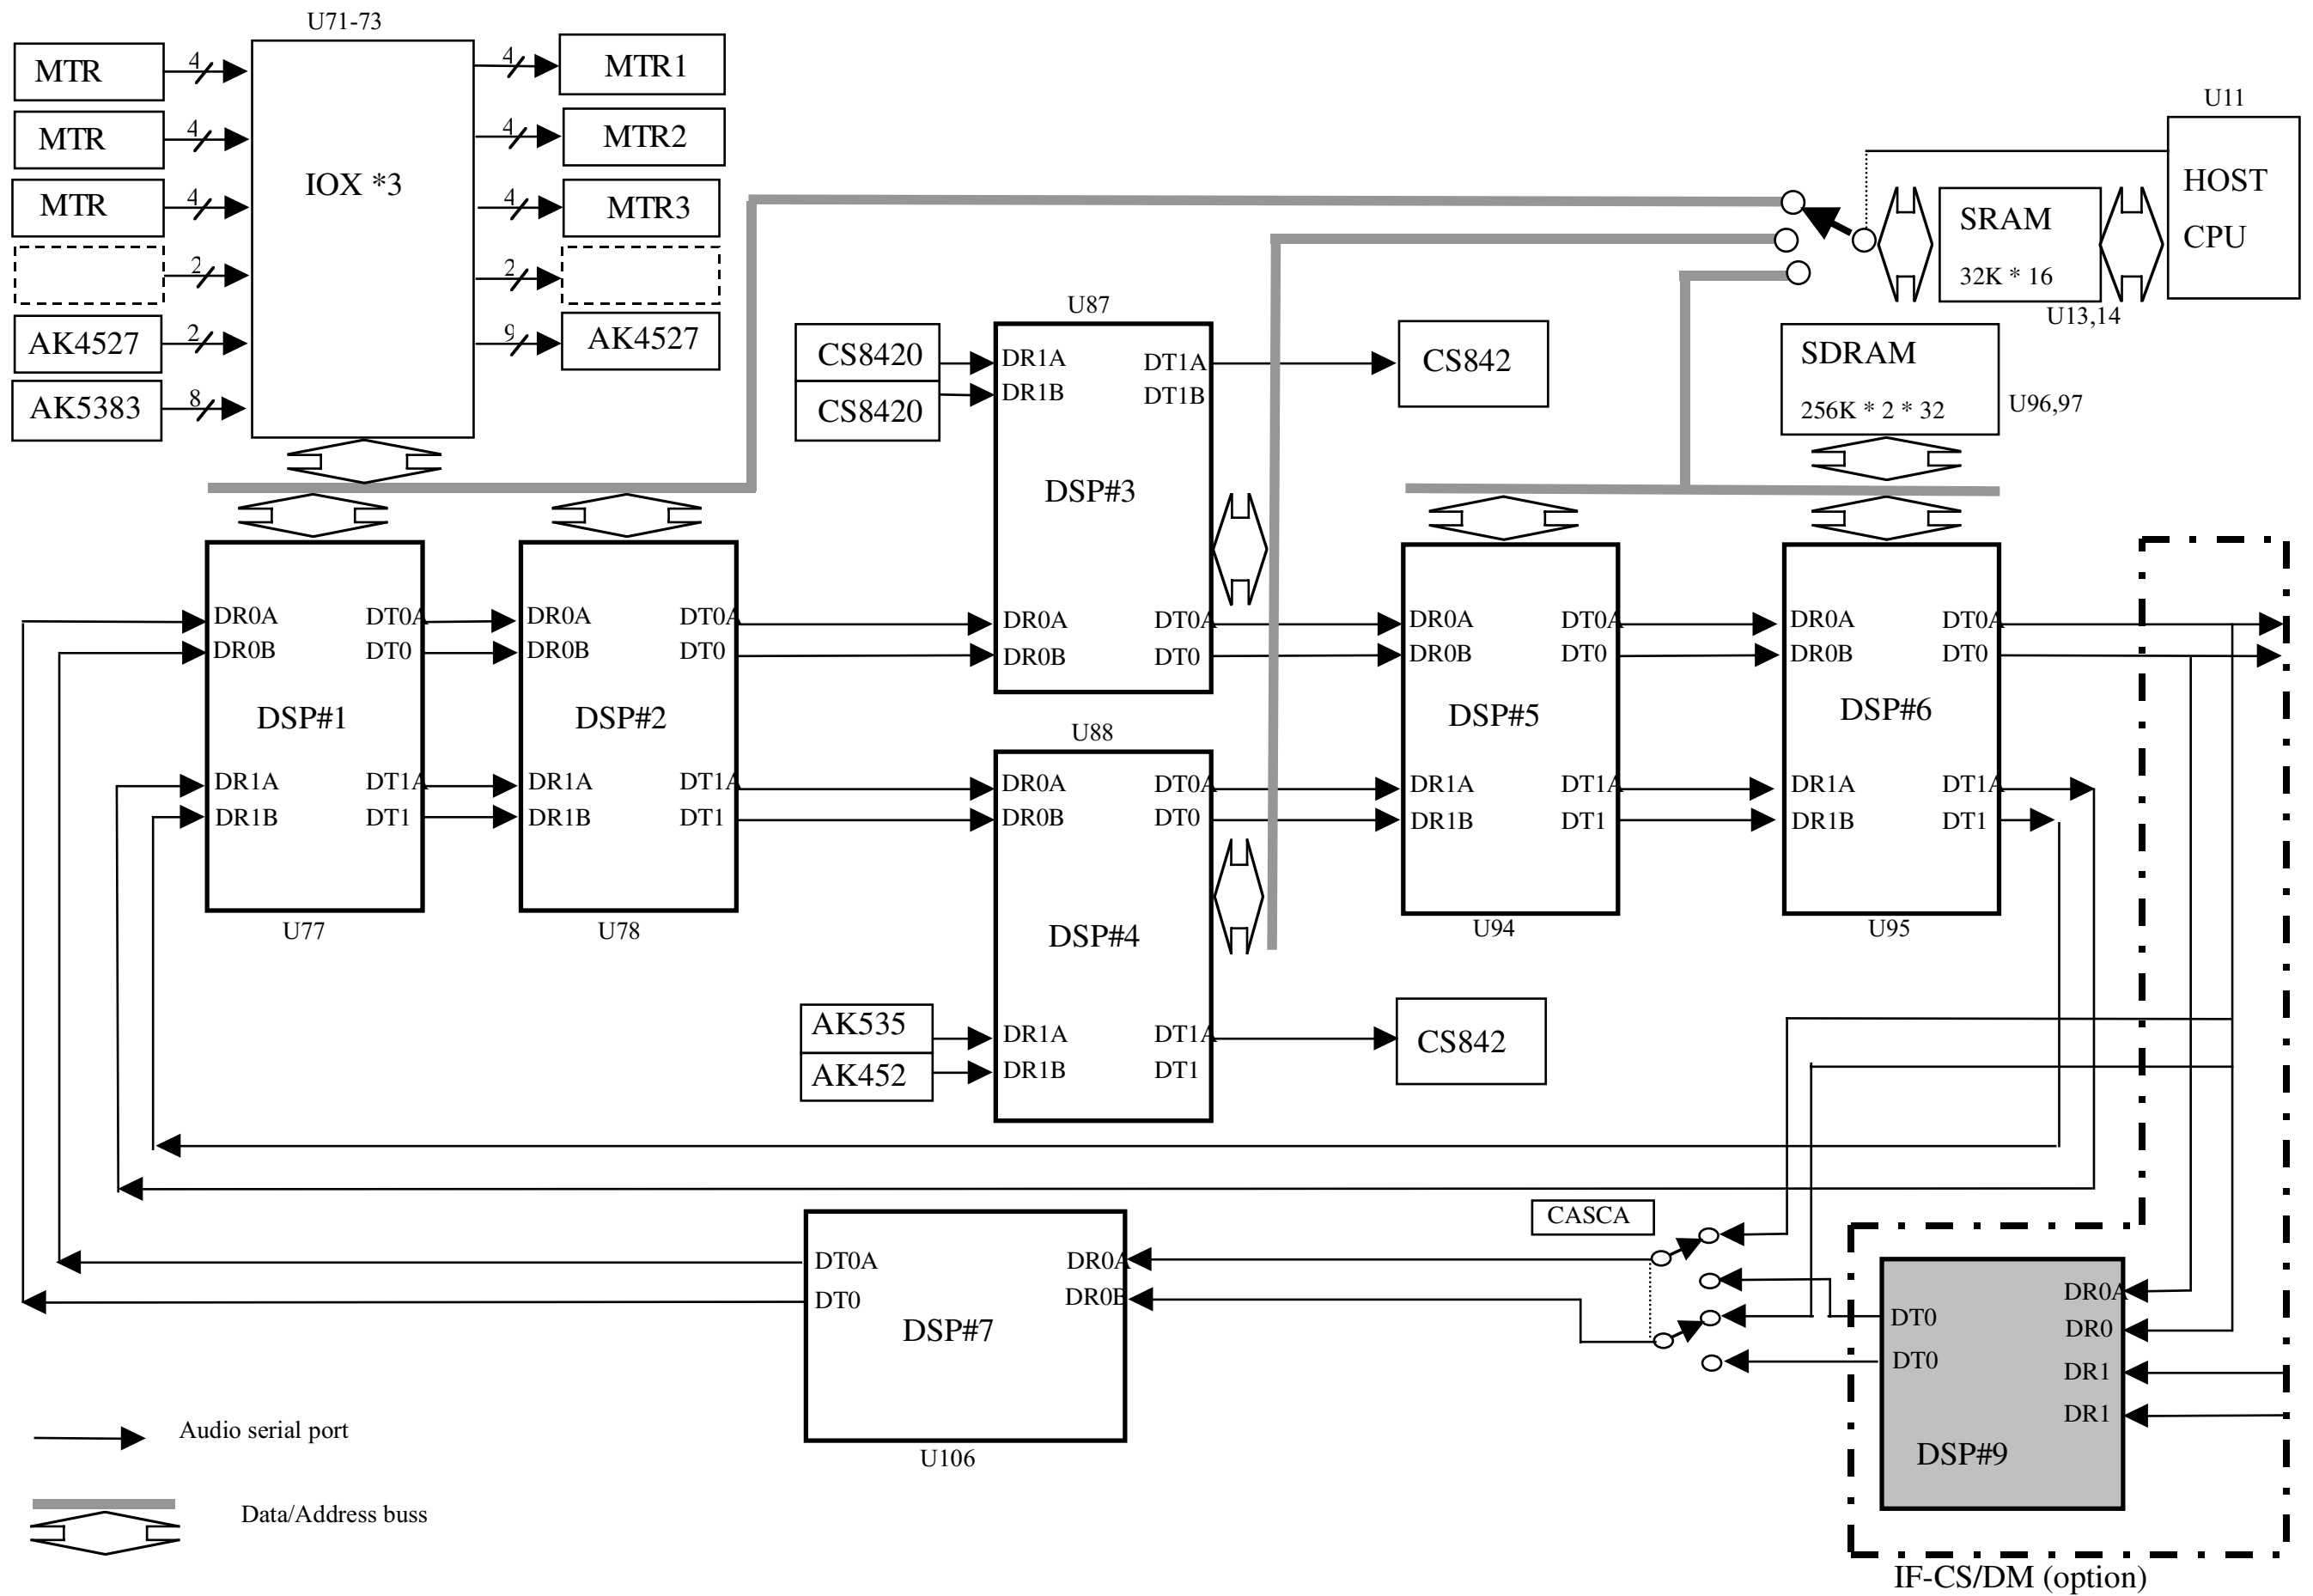 U71-73
MTR
4
4
MTR1
MTR
4
4
MTR2
MTR
4
4
MTR3
IOX *3
2
2
AK4527
2
9
AK4527
AK5383
8
U11
HOST
CPU
SRAM
32K * 16
U13,14
SDRAM
256K * 2 * 32
U96,97
U87
CS8420
CS8420
DR1A
DR1B
DT1A
DT1B
CS842
DSP#3
DR0A
DR0B
DT0A
DT0
DR0A
DR0B
DT0A
DT0
DSP#1
DR1A
DR1B
DT1A
DT1
U77
DR0A
DR0B
DT0A
DT0
DSP#2
DR1A
DR1B
DT1A
DT1
U78
U88
DR0A
DR0B
DT0A
DT0
DSP#4
AK535
AK452
DR1A
DR1B
DT1A
DT1
CS842
DR0A
DR0B
DT0A
DT0
DSP#5
DR1A
DR1B
DT1A
DT1
U94
DR0A
DR0B
DT0A
DT0
DSP#6
DR1A
DR1B
DT1A
DT1
U95
CASCA
DT0A
DT0
DR0A
DR0B
DSP#7
U106
DT0
DT0
DR0A
DR0
DR1
DR1
DSP#9
IF-CS/DM (option)
Audio serial port
Data/Address buss